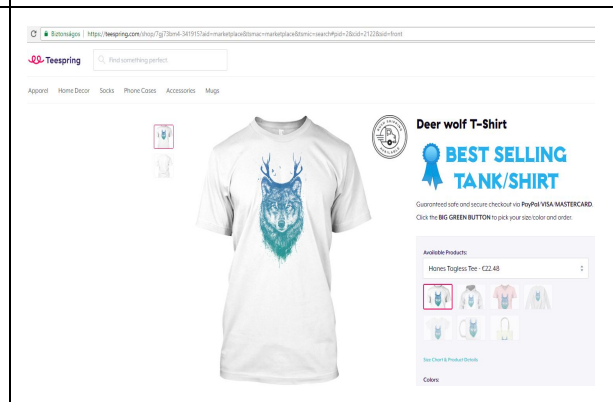 Biztonságos | https://teespring.com/shop/7gj73bm4-341915?aid=marketplace&tsmac=marketplace&tsmic=search#pid=2&cid=2122&sid=front
Teespring
Find something perfect
Apparel Home Decor Socks Phone Cases Accessories Mugs
Deer wolf T-Shirt
BEST SELLING
TANK/SHIRT
Guaranteed safe and secure checkout via PayPal/VISA/MASTERCARD.
Click the BIG GREEN BUTTON to pick your size/color and order.
Available Products:
Hanes Tagless Tee - €22.48
Size Chart & Product Details
Colors: